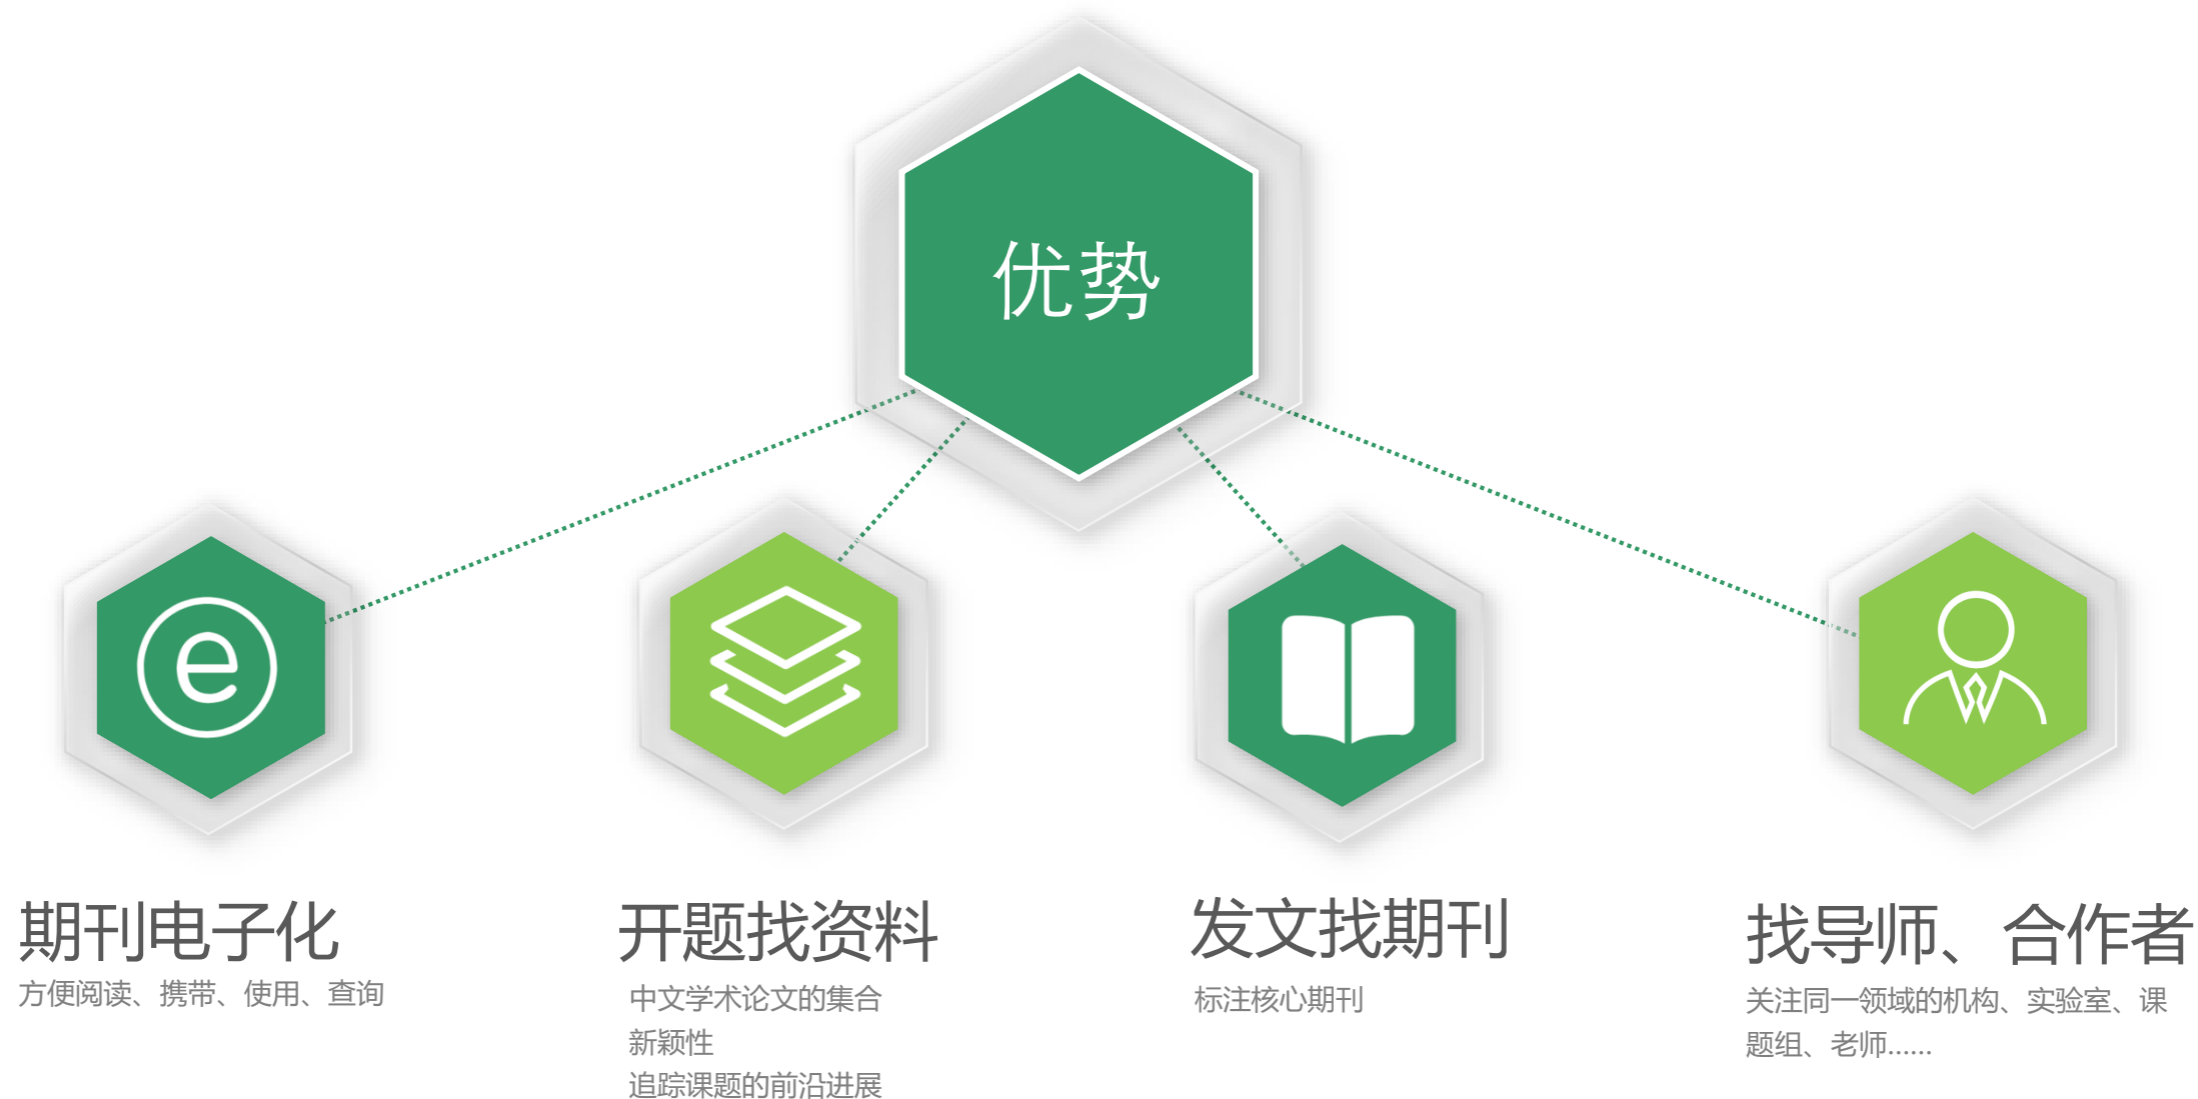 优势
e
期刊电子化
方便阅读、携带、使用、查询
开题找资料
中文学术论文的集合
新颖性
追踪课题的前沿进展
发文找期刊
标注核心期刊
找导师、合作者
关注同一领域的机构、实验室、课
题组、老师......